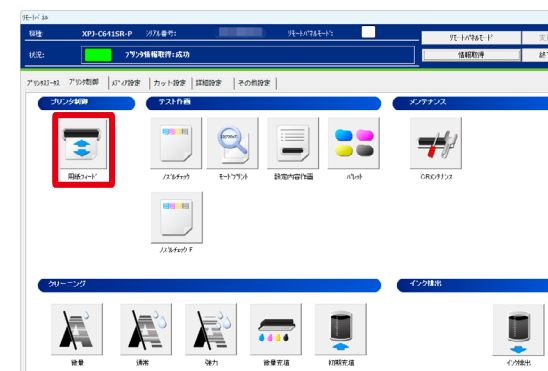 ﾘﾓｰﾄﾊﾟﾈﾙ
機種: XPJ-C641SR-P ｼﾘｱﾙ番号: ﾘﾓｰﾄﾊﾟﾈﾙﾓｰﾄﾞ: ﾘﾓｰﾄﾊﾟﾈﾙﾓｰﾄﾞ
状況: ﾌﾟﾘﾝﾀ情報取得:成功 情報取得 終了
ﾌﾟﾘﾝﾀｽﾃｰﾀｽ ﾌﾟﾘﾝﾀ制御 ﾒﾃﾞｨｱ設定 カット設定 詳細設定 その他設定
プリンタ制御 テスト作画 メンテナンス
用紙ﾌｨｰﾄﾞ ﾉｽﾞﾙﾁｪｯｸ ﾓｰﾄﾞﾌﾟﾘﾝﾄ 設定内容作画 ﾊﾟﾚｯﾄ CRﾒﾝﾃﾅﾝｽ
ﾉｽﾞﾙﾁｪｯｸ F
クリーニング インク排出
微量 通常 強力 微量充填 初期充填 ｲﾝｸ排出